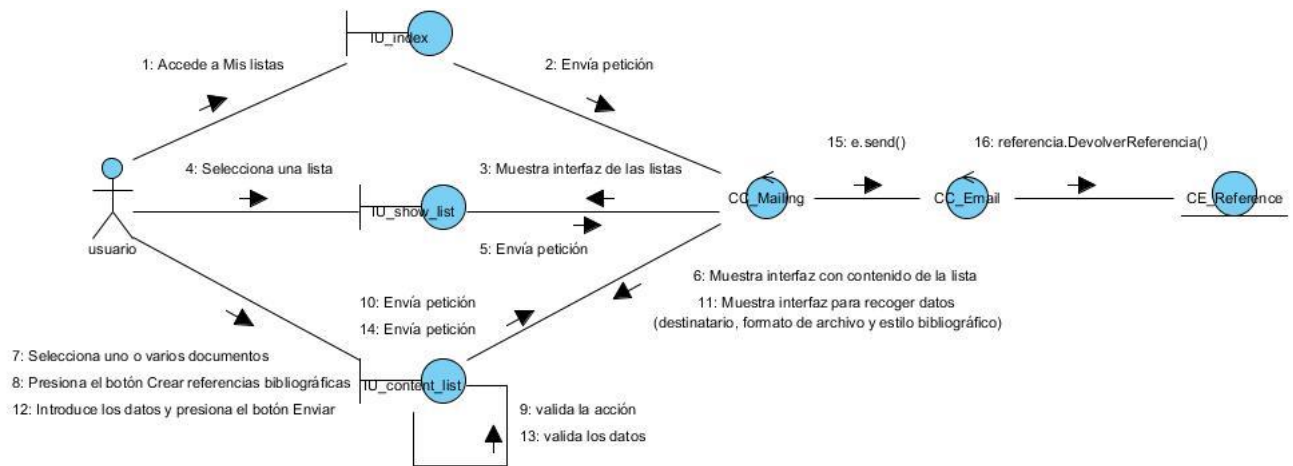 IU_index
1: Accede a Mis listas
2: Envía petición
15: e.send()
16: referencia.DevolverReferencia()
4: Selecciona una lista
3: Muestra interfaz de las listas
CC_Mailing
CC_Email
CE_Reference
IU_show_list
usuario
5: Envía petición
6: Muestra interfaz con contenido de la lista
10: Envía petición
11: Muestra interfaz para recoger datos
(destinatario, formato de archivo y estilo bibliográfico)
14: Envía petición
7: Selecciona uno o varios documentos
8: Presiona el botón Crear referencias bibliográficas
IU_content_list
12: Introduce los datos y presiona el botón Enviar
9: valida la acción
13: valida los datos